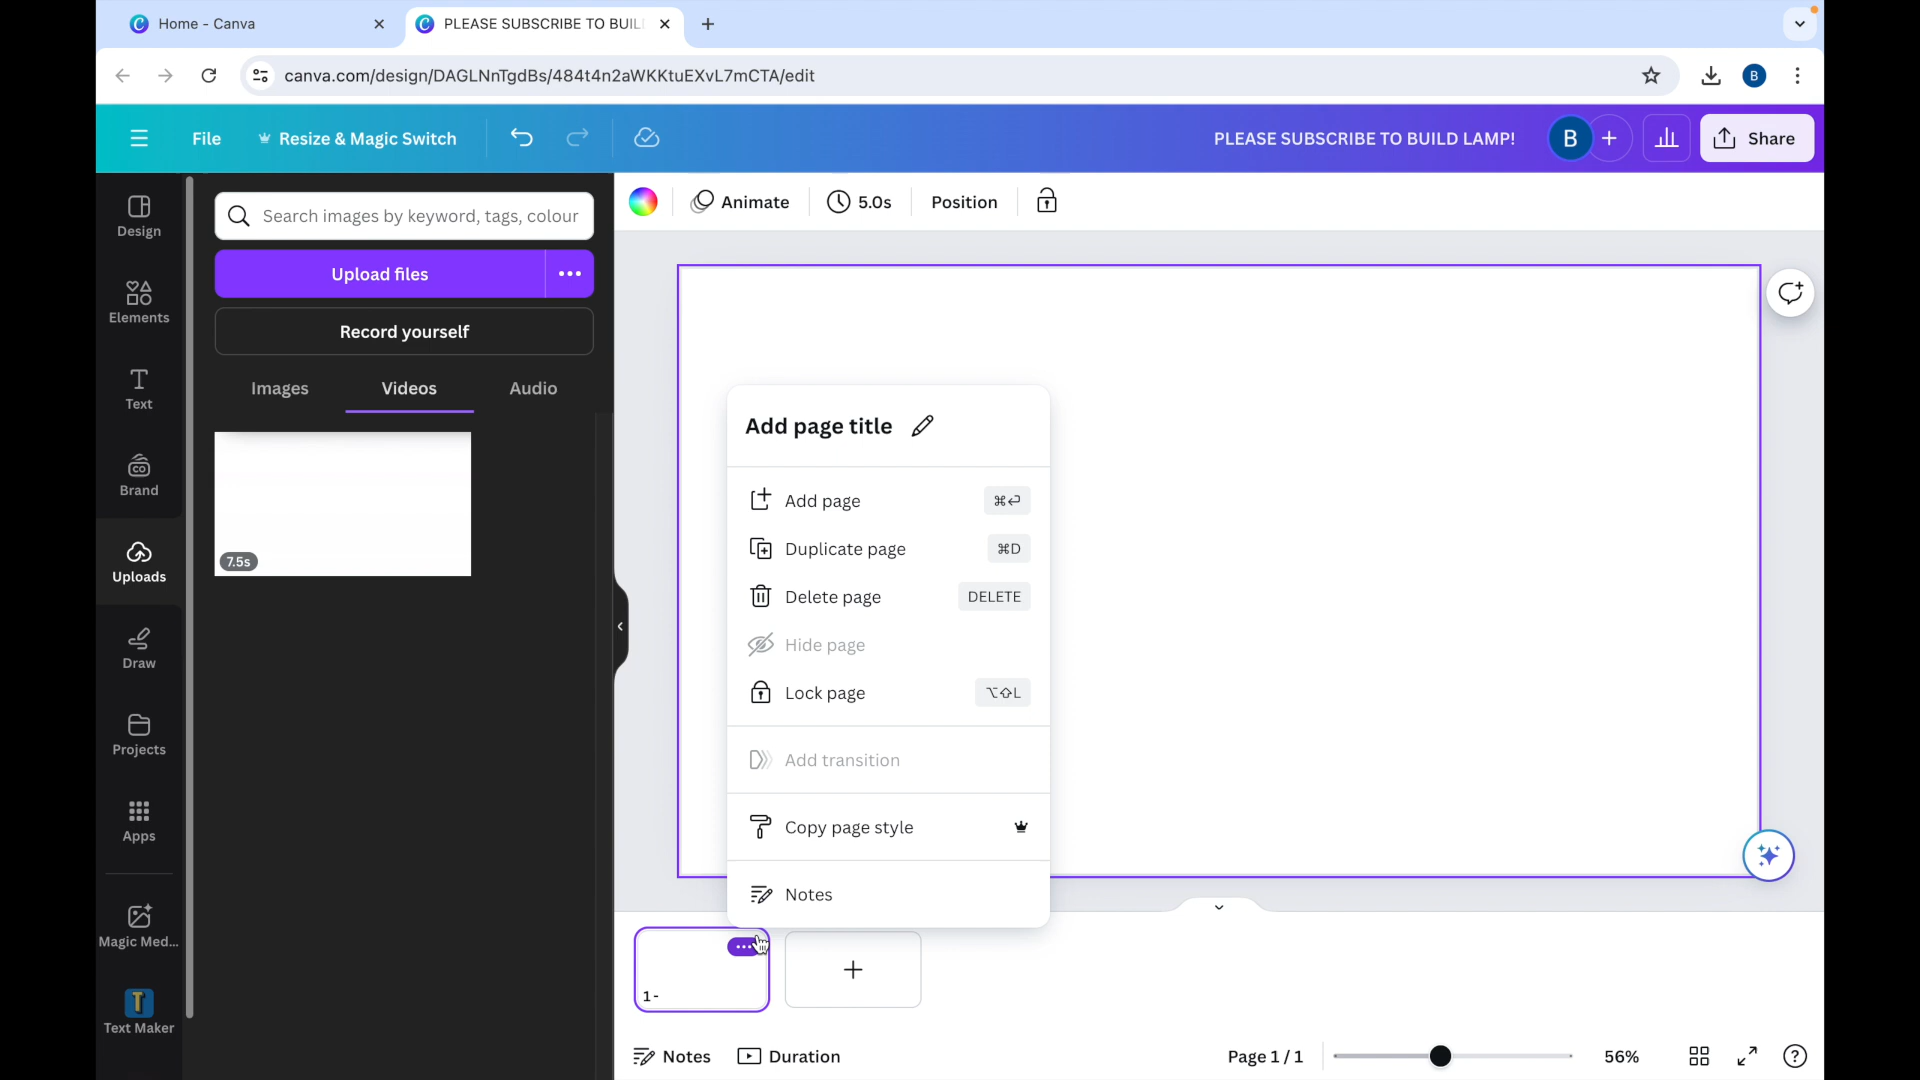 Home - Canva
PLEASE SUBSCRIBE TO BUIL
canva.com/design/DAGLNnTgdBs/484t4n2aWKKtuEXvL7mCTA/edit
B
File
Resize & Magic Switch
PLEASE SUBSCRIBE TO BUILD LAMP!
B
Share
Design
Elements
Text
Brand
Uploads
Draw
Projects
Apps
Magic Med...
Text Maker
Search images by keyword, tags, colour
Upload files
Record yourself
Images
Videos
Audio
7.5s
Animate
5.0s
Position
Add page title
Add page ⌘↩
Duplicate page ⌘D
Delete page DELETE
Hide page
Lock page ⌥⇧L
Add transition
Copy page style
Notes
1 -
Notes
Duration
Page 1 / 1
56%